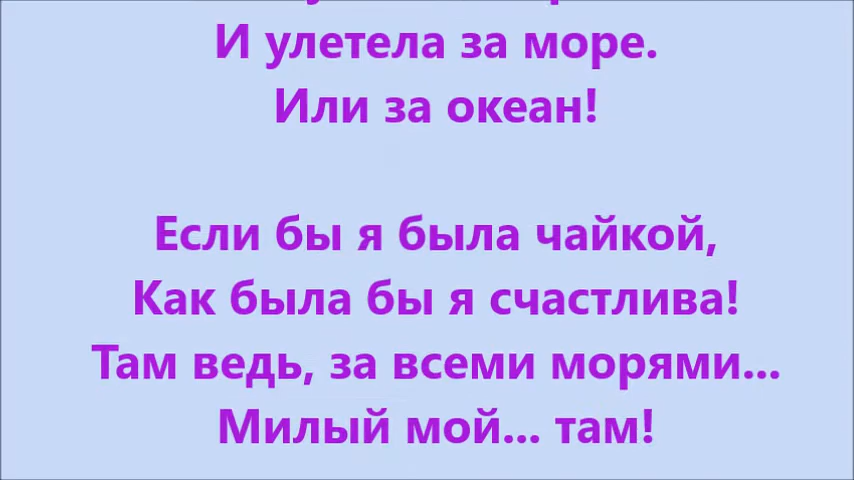 И улетела за море.
Или за океан!
Если бы я была чайкой,
Как была бы я счастлива!
Там ведь, за всеми морями...
Милый мой... там!